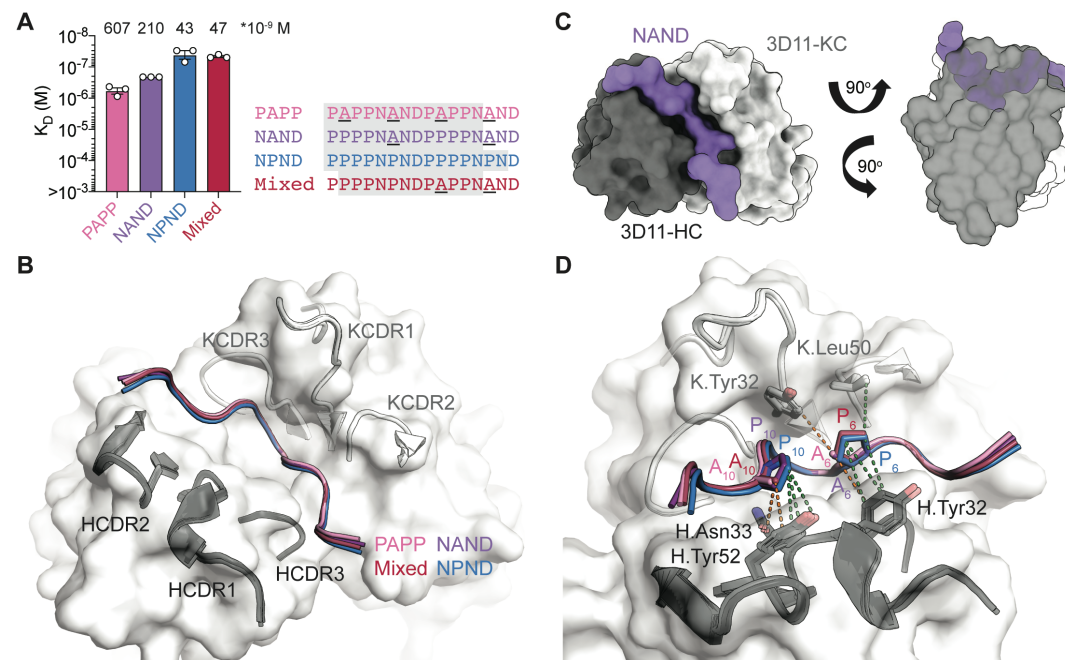 A
607 210 43 47 *10⁻⁹ M
10⁻⁸
10⁻⁷
10⁻⁶
10⁻⁵
10⁻⁴
>10⁻³
K_D (M)
PAPP
NAND
NPND
Mixed
PAPP PAPPNANDPAPPNAND
NAND PPPPNANDPPPPNAND
NPND PPPPNPNDPPPPNPND
Mixed PPPPNPNDPAPPNAND
C
NAND
3D11-KC
3D11-HC
90°
90°
B
KCDR3
KCDR1
KCDR2
HCDR2
HCDR1
HCDR3
PAPP NAND
Mixed NPND
D
K.Leu50
K.Tyr32
P₆
P₁₀
P₁₀
A₆
P₆
A₁₀
A₁₀
A₆
H.Asn33
H.Tyr32
H.Tyr52